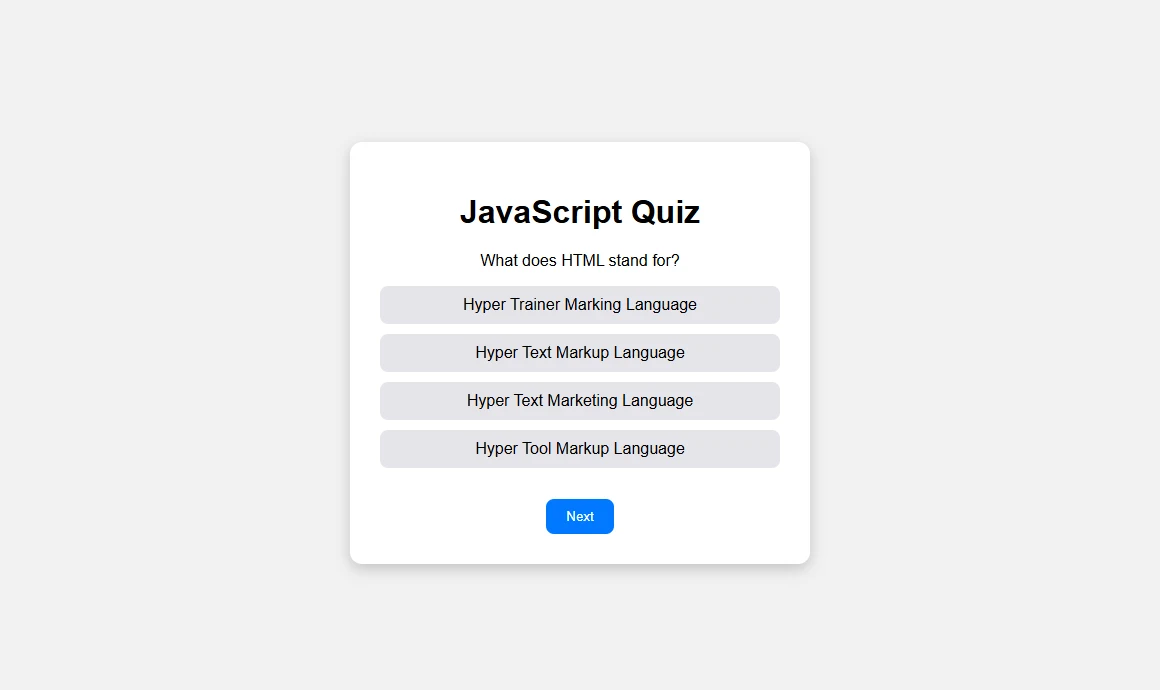 JavaScript Quiz
What does HTML stand for?
Hyper Trainer Marking Language
Hyper Text Markup Language
Hyper Text Marketing Language
Hyper Tool Markup Language
Next